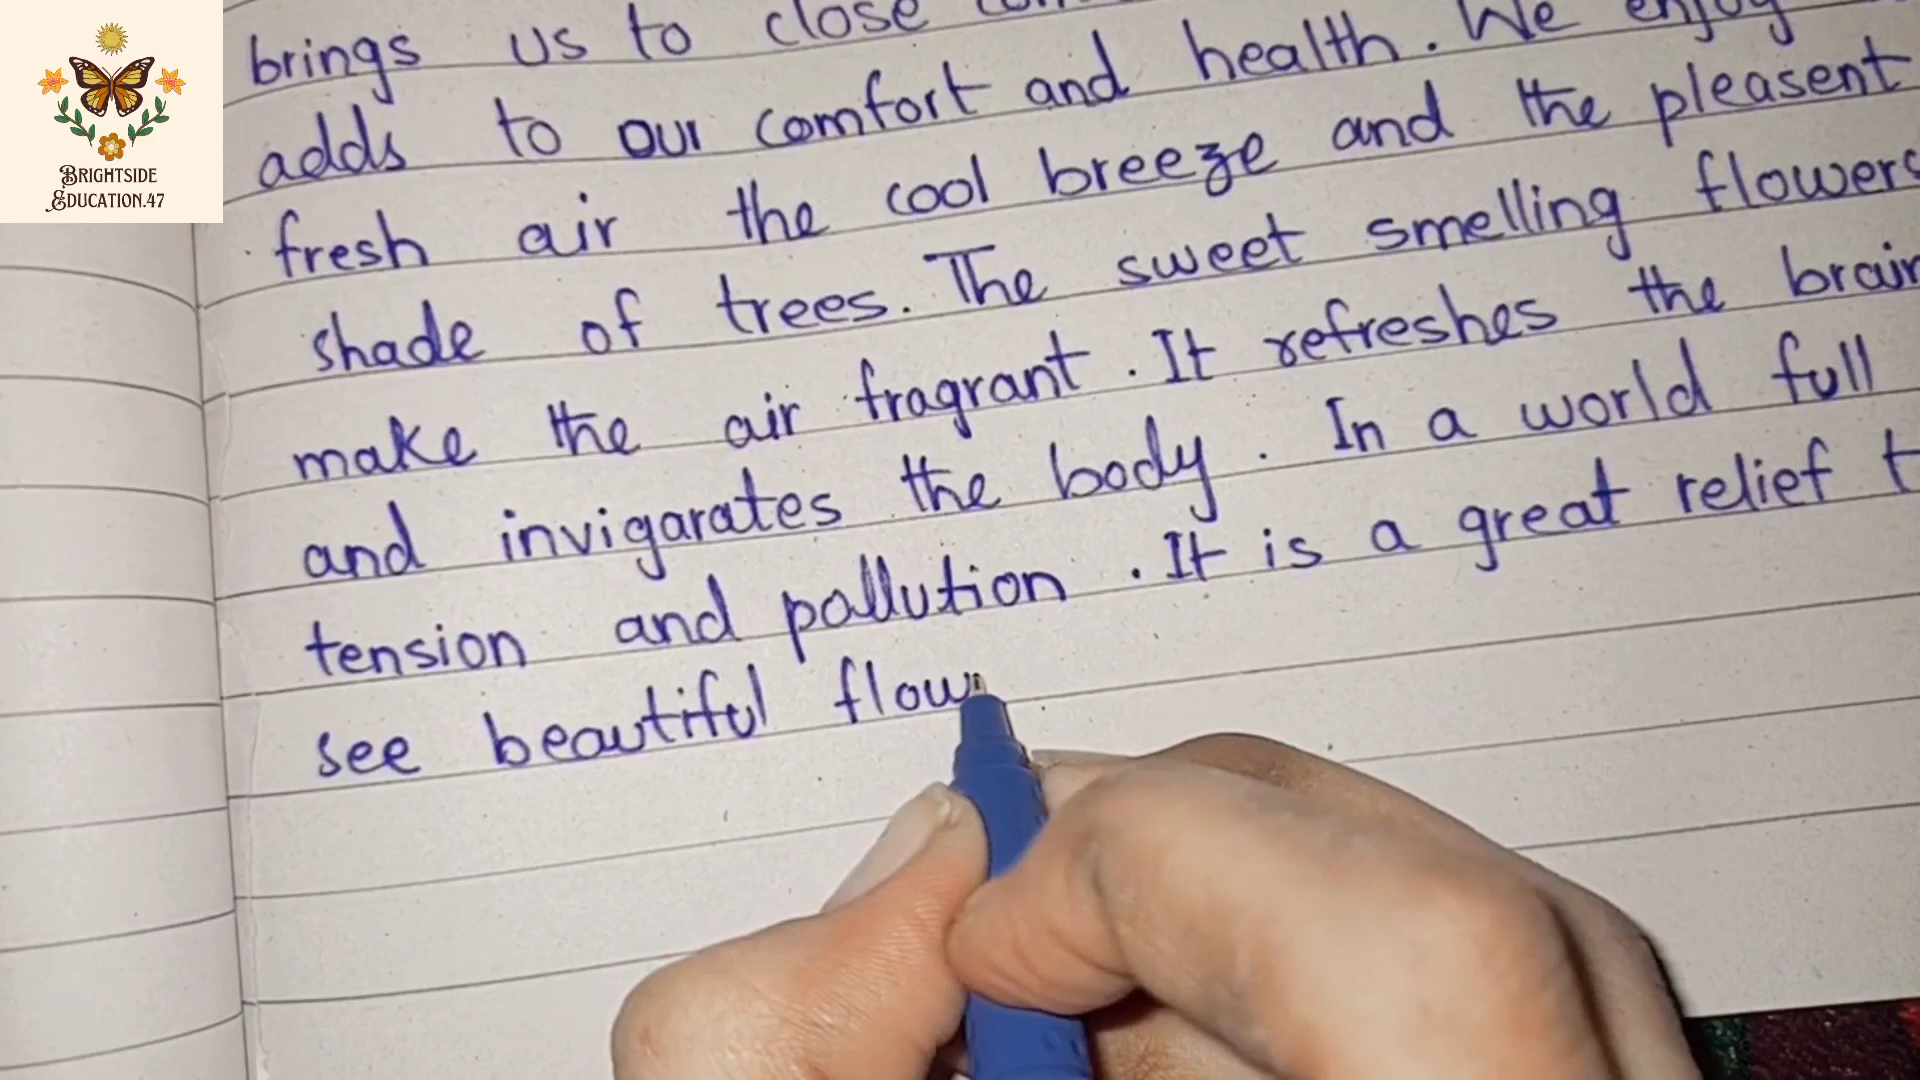 BRIGHTSIDE
EDUCATION.47
brings us to close
adds to our comfort and health. We enjoy
fresh air the cool breeze and the pleasent
shade of trees. The sweet smelling flowers
make the air fragrant. It refreshes the brain
and invigarates the body. In a world full
tension and pollution. It is a great relief t
see beautiful flow